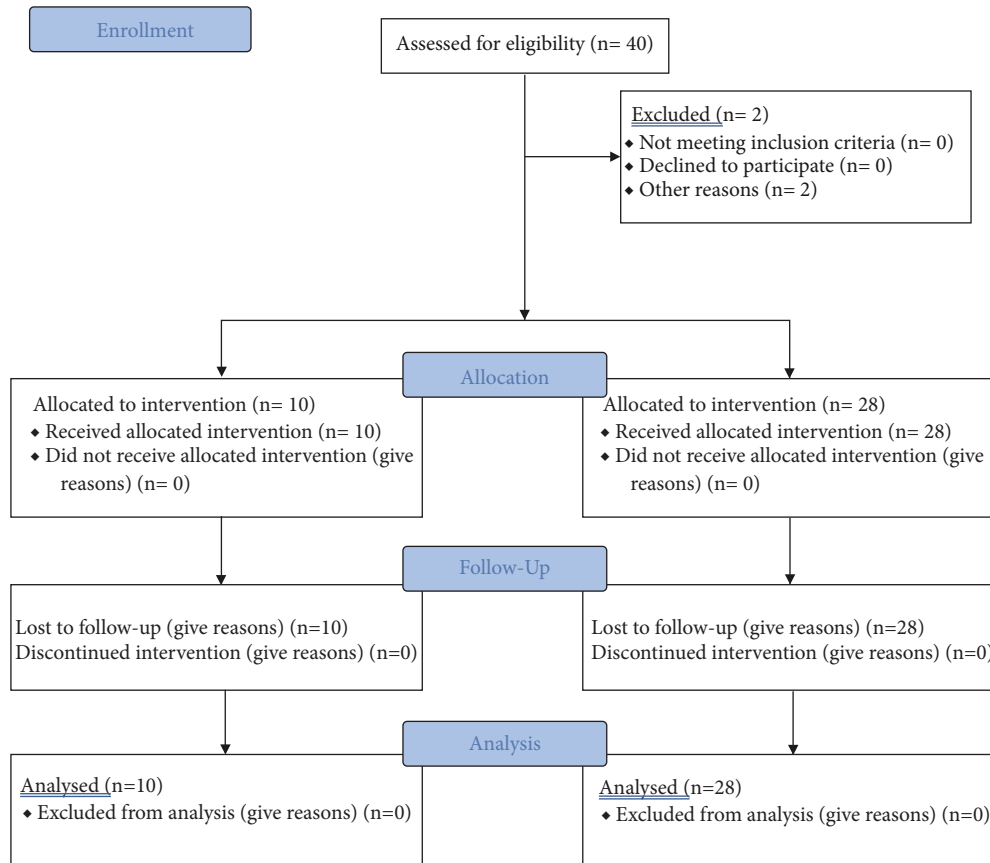 Enrollment
Assessed for eligibility (n= 40)
Excluded (n= 2)
◆ Not meeting inclusion criteria (n= 0)
◆ Declined to participate (n= 0)
◆ Other reasons (n= 2)
Allocation
Allocated to intervention (n= 10)
◆ Received allocated intervention (n= 10)
◆ Did not receive allocated intervention (give
reasons) (n= 0)
Allocated to intervention (n= 28)
◆ Received allocated intervention (n= 28)
◆ Did not receive allocated intervention (give
reasons) (n= 0)
Follow-Up
Lost to follow-up (give reasons) (n=10)
Discontinued intervention (give reasons) (n=0)
Lost to follow-up (give reasons) (n=28)
Discontinued intervention (give reasons) (n=0)
Analysis
Analysed (n=10)
◆ Excluded from analysis (give reasons) (n=0)
Analysed (n=28)
◆ Excluded from analysis (give reasons) (n=0)